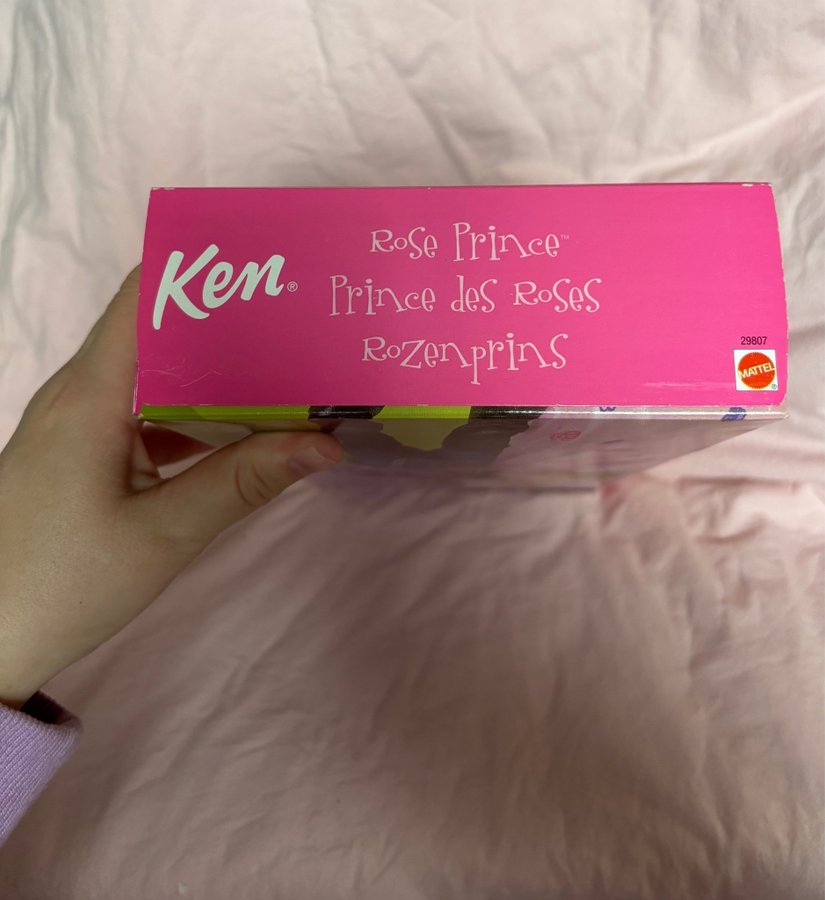 Ken®
Rose Prince™
Prince des Roses
Rozenprins
29807
MATTEL®